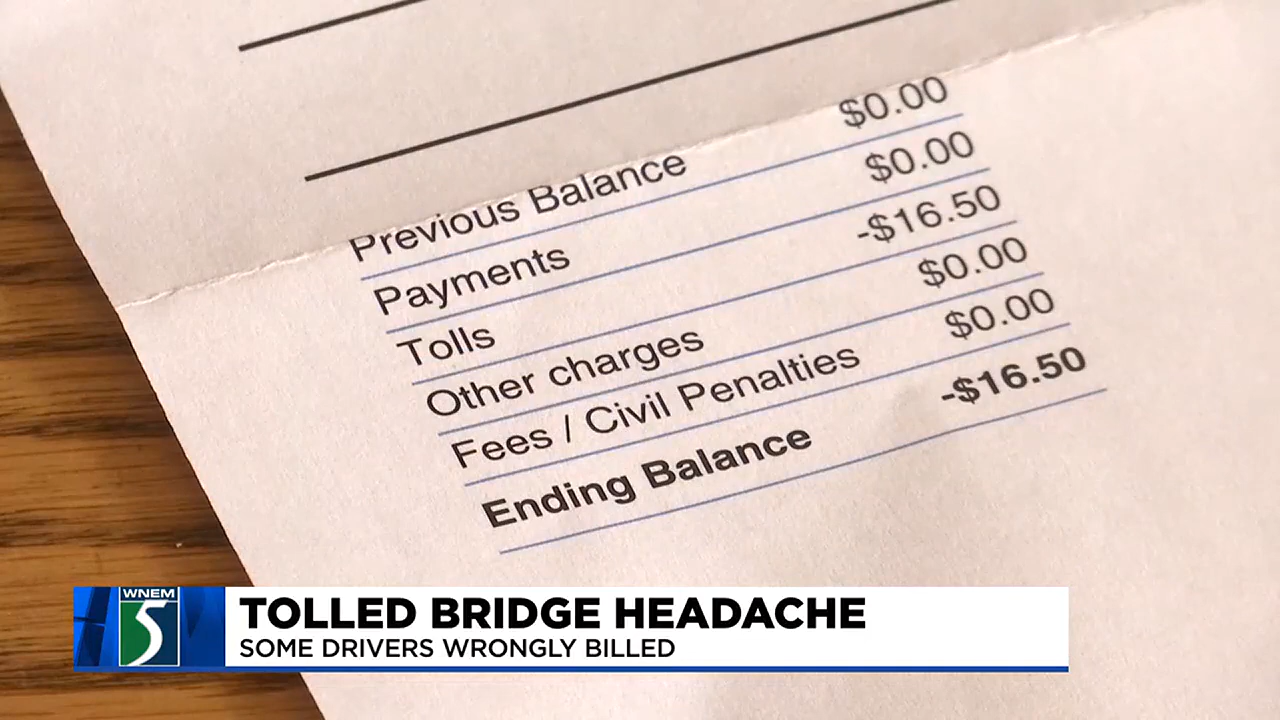 Previous Balance $0.00
Payments $0.00
Tolls -$16.50
Other charges $0.00
Fees / Civil Penalties $0.00
Ending Balance -$16.50
WNEM
5
TOLLED BRIDGE HEADACHE
SOME DRIVERS WRONGLY BILLED